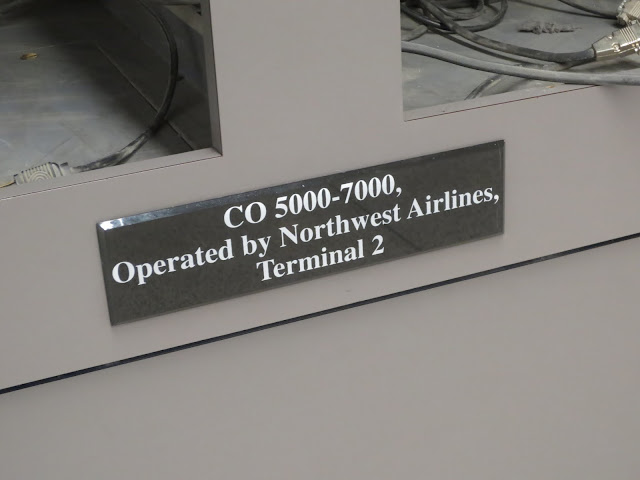 CO 5000-7000,
Operated by Northwest Airlines,
Terminal 2